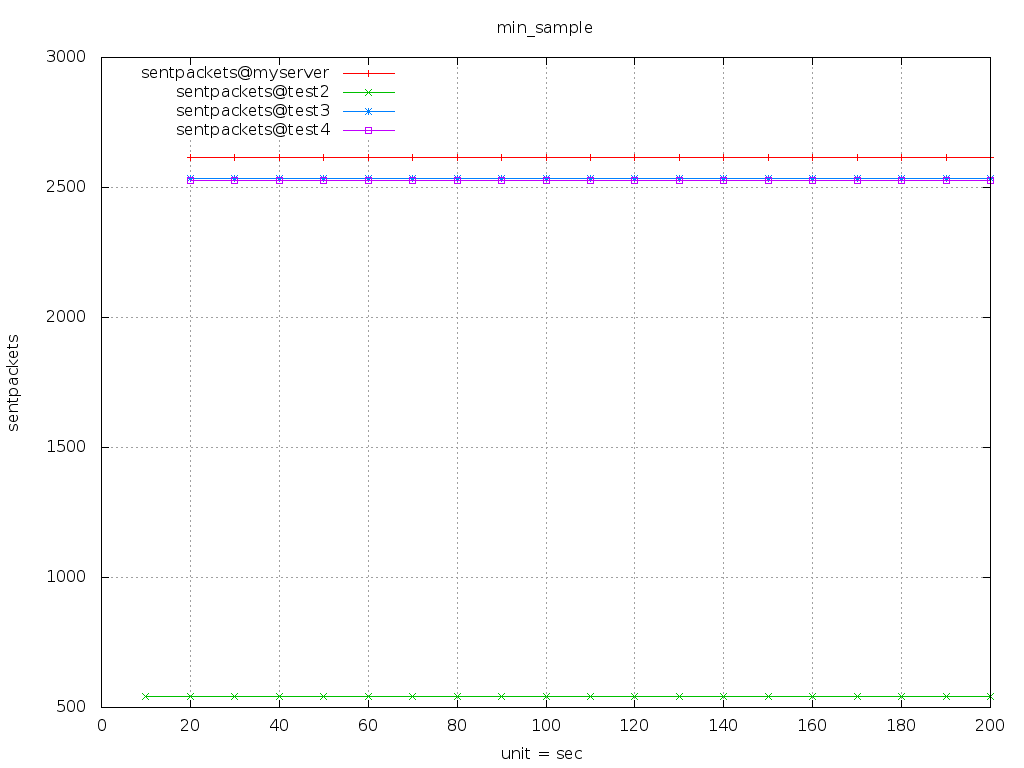 min_sample
3000
sentpackets@myserver
sentpackets@test2
sentpackets@test3
sentpackets@test4
2500
2000
sentpackets
1500
1000
500
0 20 40 60 80 100 120 140 160 180 200
unit = sec